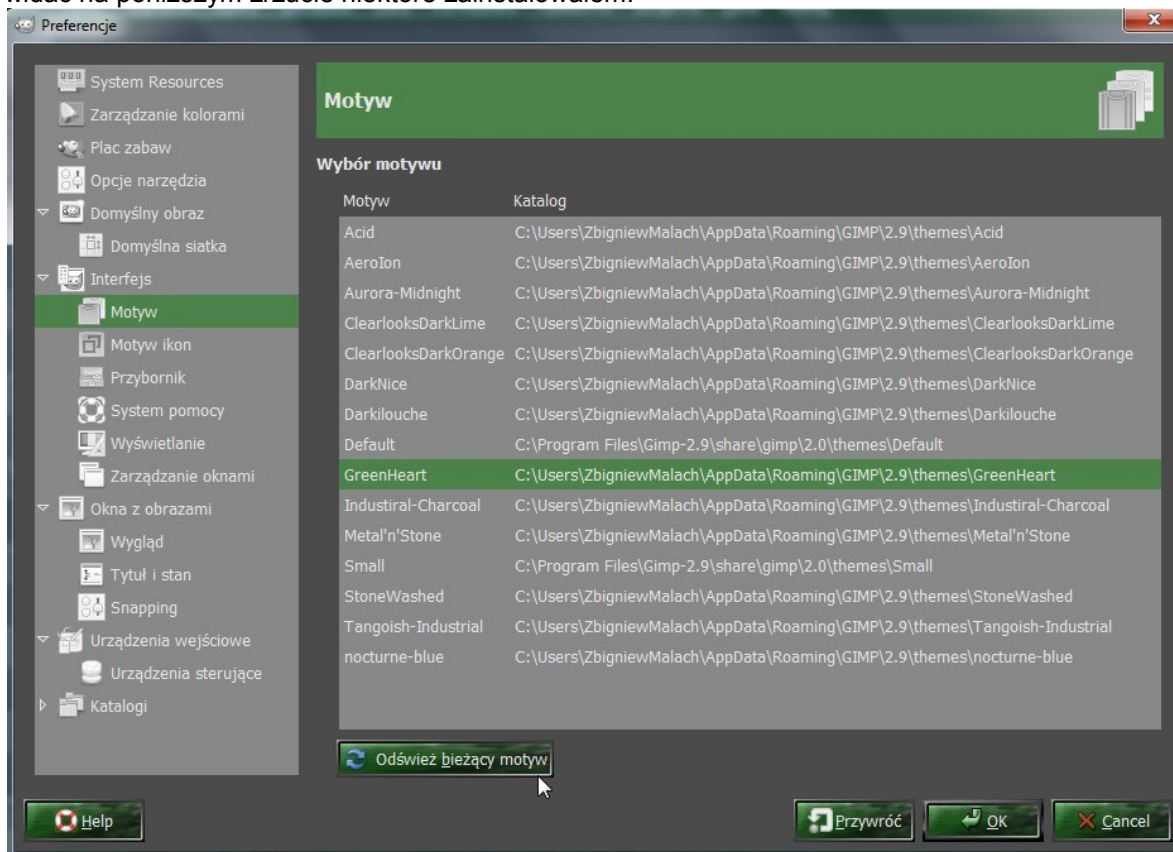 widać na poniższym zrzucie niektóre zainstalowałem.
Preferencje
System Resources
Zarządzanie kolorami
Plac zabaw
Opcje narzędzia
Domyślny obraz
Domyślna siatka
Interfejs
Motyw
Motyw ikon
Przybornik
System pomocy
Wyświetlanie
Zarządzanie oknami
Okna z obrazami
Wygląd
Tytuł i stan
Snapping
Urządzenia wejściowe
Urządzenia sterujące
Katalogi
Motyw
Wybór motywu
Motyw Katalog
Acid C:\Users\ZbigniewMalach\AppData\Roaming\GIMP\2.9\themes\Acid
AeroIon C:\Users\ZbigniewMalach\AppData\Roaming\GIMP\2.9\themes\AeroIon
Aurora-Midnight C:\Users\ZbigniewMalach\AppData\Roaming\GIMP\2.9\themes\Aurora-Midnight
ClearlooksDarkLime C:\Users\ZbigniewMalach\AppData\Roaming\GIMP\2.9\themes\ClearlooksDarkLime
ClearlooksDarkOrange C:\Users\ZbigniewMalach\AppData\Roaming\GIMP\2.9\themes\ClearlooksDarkOrange
DarkNice C:\Users\ZbigniewMalach\AppData\Roaming\GIMP\2.9\themes\DarkNice
Darkilouche C:\Users\ZbigniewMalach\AppData\Roaming\GIMP\2.9\themes\Darkilouche
Default C:\Program Files\Gimp-2.9\share\gimp\2.0\themes\Default
GreenHeart C:\Users\ZbigniewMalach\AppData\Roaming\GIMP\2.9\themes\GreenHeart
Industiral-Charcoal C:\Users\ZbigniewMalach\AppData\Roaming\GIMP\2.9\themes\Industiral-Charcoal
Metal'n'Stone C:\Users\ZbigniewMalach\AppData\Roaming\GIMP\2.9\themes\Metal'n'Stone
Small C:\Program Files\Gimp-2.9\share\gimp\2.0\themes\Small
StoneWashed C:\Users\ZbigniewMalach\AppData\Roaming\GIMP\2.9\themes\StoneWashed
Tangoish-Industrial C:\Users\ZbigniewMalach\AppData\Roaming\GIMP\2.9\themes\Tangoish-Industrial
nocturne-blue C:\Users\ZbigniewMalach\AppData\Roaming\GIMP\2.9\themes\nocturne-blue
Odśwież bieżący motyw
Help Przywróć OK Cancel